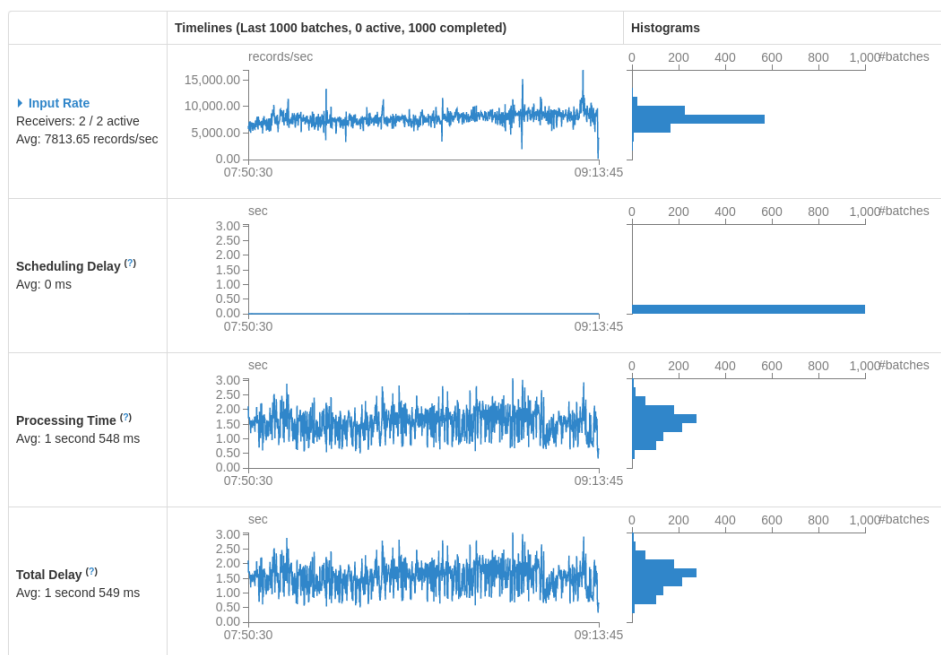 Timelines (Last 1000 batches, 0 active, 1000 completed)
Histograms
Input Rate
Receivers: 2 / 2 active
Avg: 7813.65 records/sec
records/sec
15,000.00
10,000.00
5,000.00
0.00
07:50:30 09:13:45
0 200 400 600 800 1,000 #batches
Scheduling Delay (?)
Avg: 0 ms
sec
3.00
2.50
2.00
1.50
1.00
0.50
0.00
07:50:30 09:13:45
0 200 400 600 800 1,000 #batches
Processing Time (?)
Avg: 1 second 548 ms
sec
3.00
2.50
2.00
1.50
1.00
0.50
0.00
07:50:30 09:13:45
0 200 400 600 800 1,000 #batches
Total Delay (?)
Avg: 1 second 549 ms
sec
3.00
2.50
2.00
1.50
1.00
0.50
0.00
07:50:30 09:13:45
0 200 400 600 800 1,000 #batches